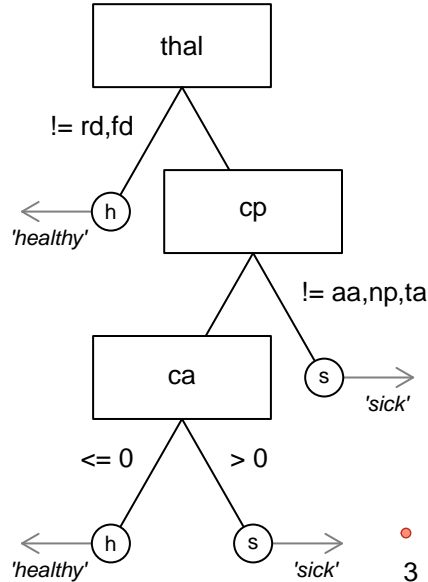 thal
!= rd,fd
h
'healthy'
cp
!= aa,np,ta
s
'sick'
ca
<= 0
> 0
h
'healthy'
s
'sick'
3